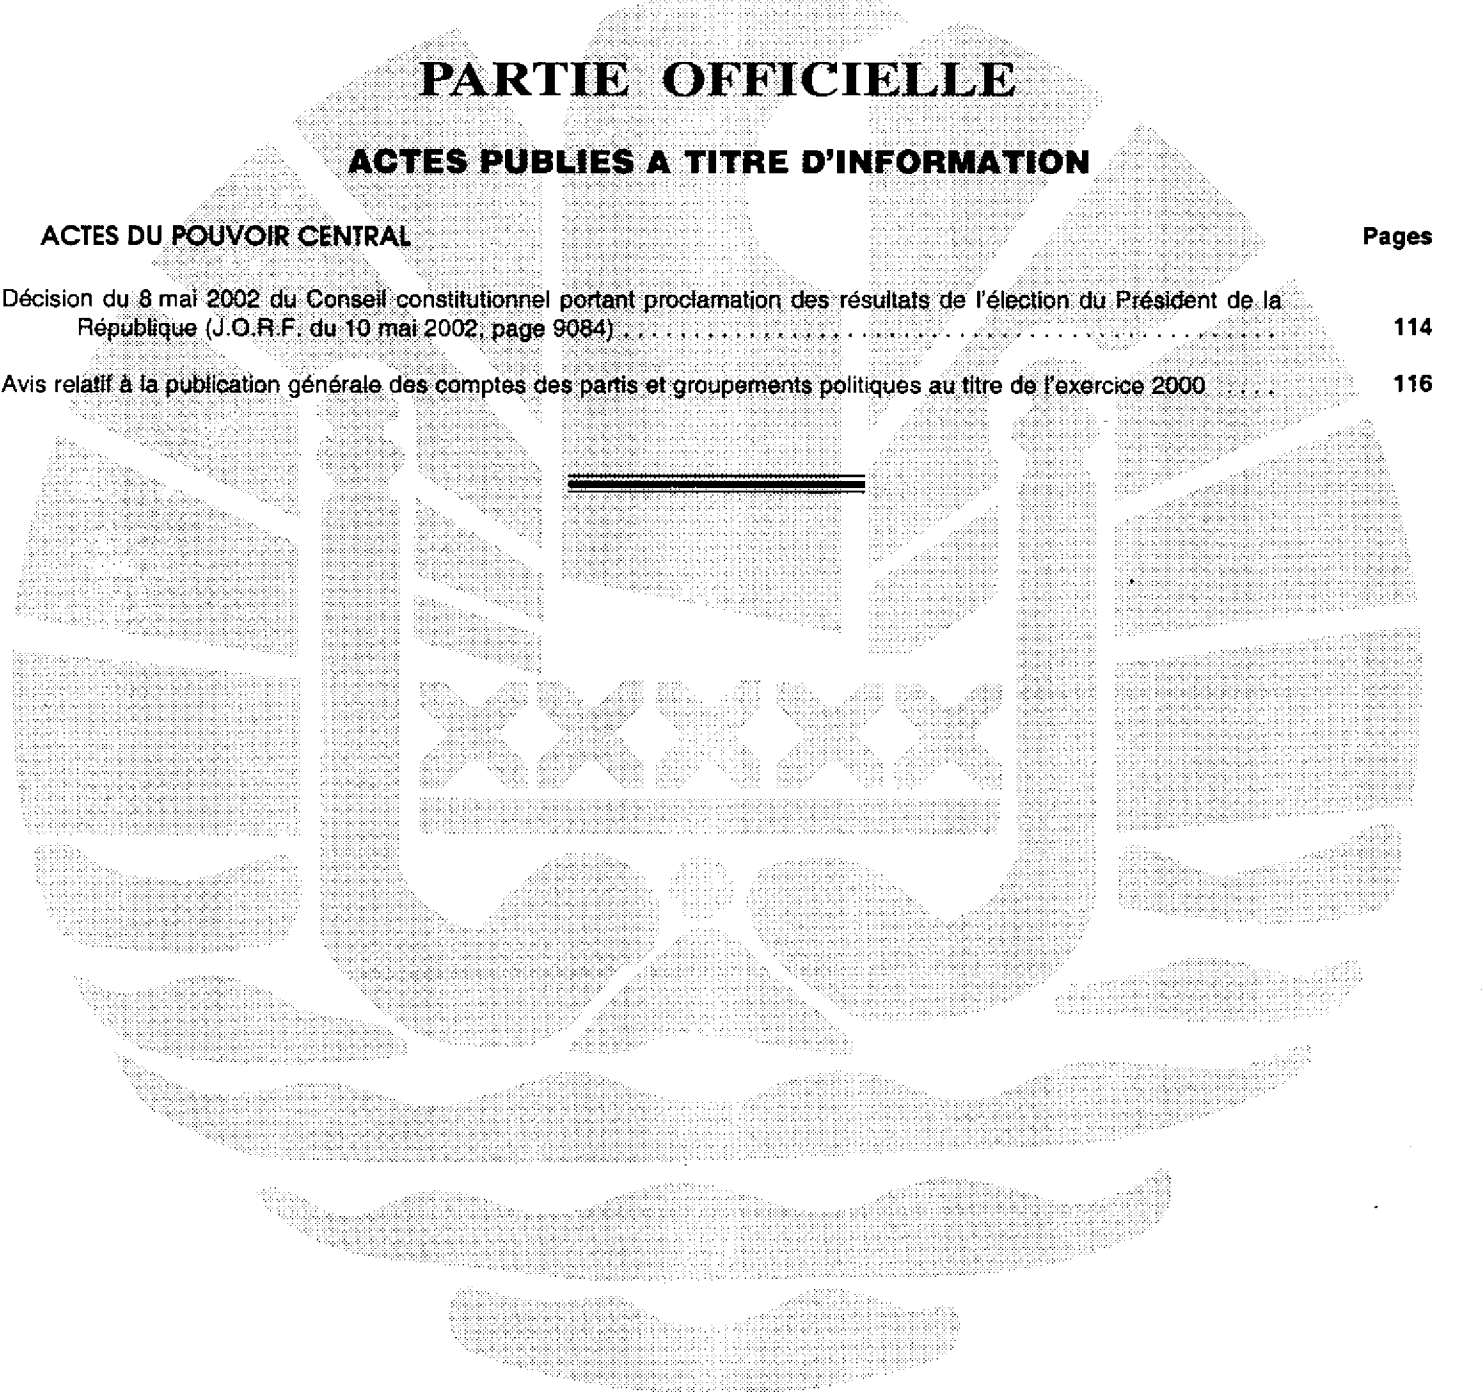 PARTIE OFFICIELLE
ACTES PUBLIES A TITRE D'INFORMATION
ACTES DU POUVOIR CENTRAL Pages
Décision du 8 mai 2002 du Conseil constitutionnel portant proclamation des résultats de l'élection du Président de la
République (J.O.R.F. du 10 mai 2002, page 9084) . . . . . . . . . . . . . . . . . . . . . . . . . . . . . . . . . . . . . . . . . . . . . . . 114
Avis relatif à la publication générale des comptes des partis et groupements politiques au titre de l'exercice 2000 . . . . . 116